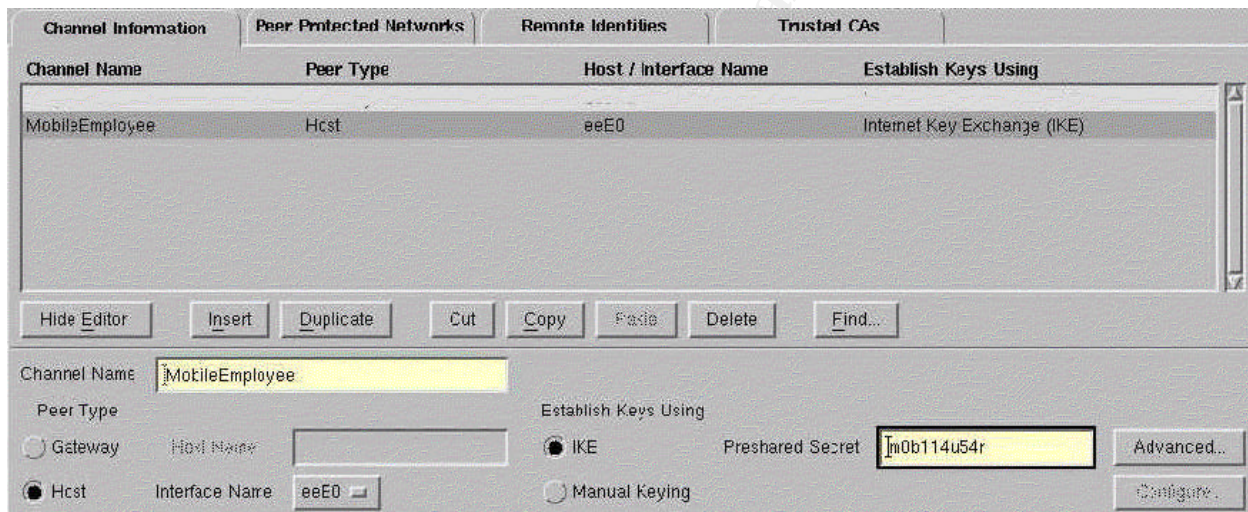 Channel Information Peer Protected Networks Remote Identities Trusted CAs
Channel Name Peer Type Host / Interface Name Establish Keys Using
MobileEmployee Host eeE0 Internet Key Exchange (IKE)
Hide Editor Insert Duplicate Cut Copy Paste Delete Find...
Channel Name MobileEmployee
Peer Type Establish Keys Using
Gateway Host Name IKE Preshared Secret m0b114u54r Advanced...
Host Interface Name eeE0 Manual Keying Configure..